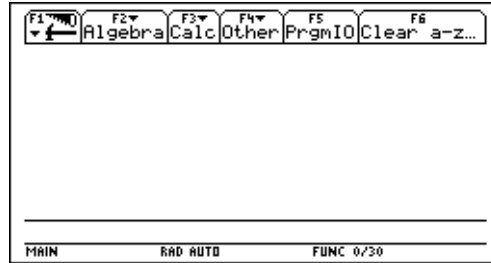 F1 F2 F3 F4 F5 F6
Algebra Calc Other PrgmIO Clear a-z…
MAIN RAD AUTO FUNC 0/30